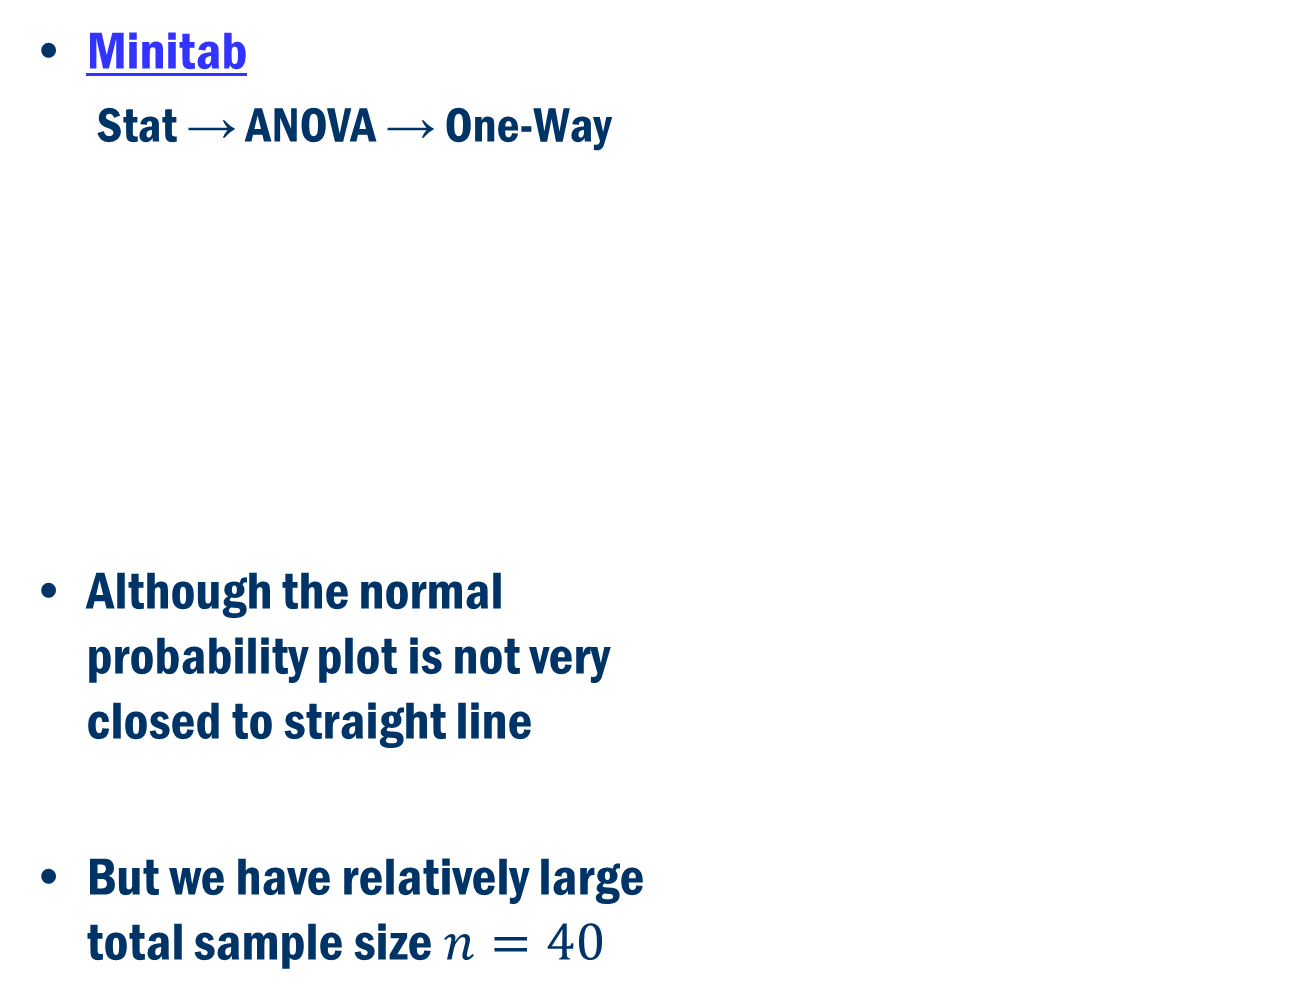 • Minitab
Stat → ANOVA → One-Way
• Although the normal
probability plot is not very
closed to straight line
• But we have relatively large
total sample size n = 40